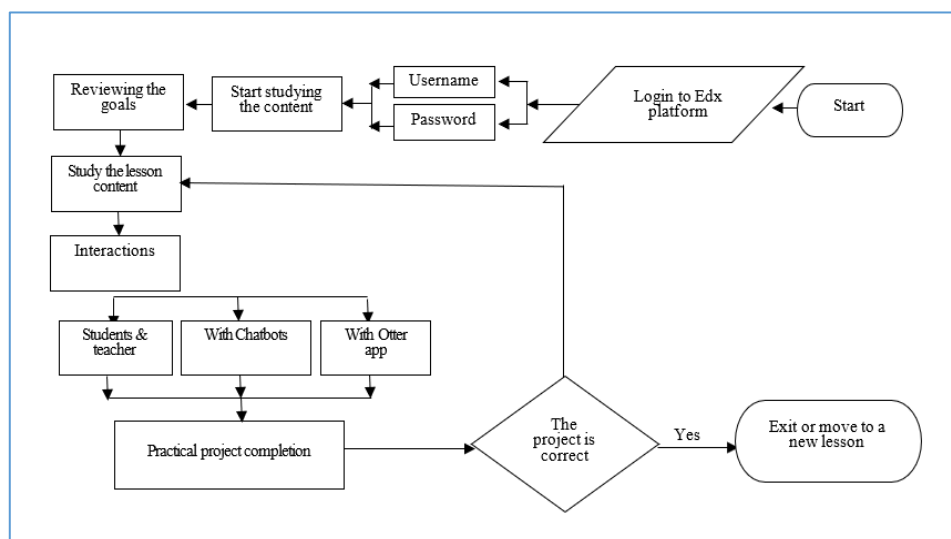 Start
Login to Edx
platform
Username
Password
Start studying
the content
Reviewing the
goals
Study the lesson
content
Interactions
Students &
teacher
With Chatbots
With Otter
app
Practical project completion
The
project is
correct
Yes
Exit or move to a
new lesson